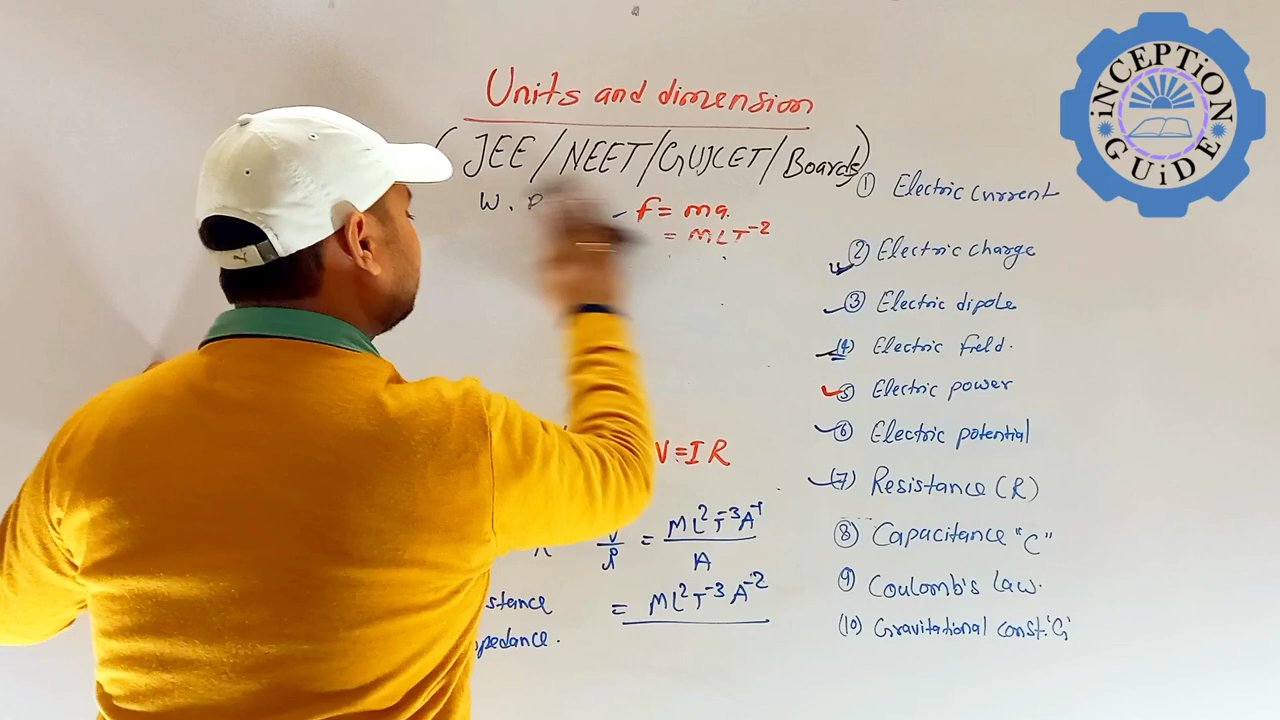 Units and dimension
(JEE/NEET/GUJCET/Boards)
W. P
F = ma.
= MLT⁻²
V = IR
V/I = ML²T⁻³A⁻¹/A
= ML²T⁻³A⁻²
stance
pedance.
① Electric current
② Electric charge
③ Electric dipole
(4) Electric field.
⑤ Electric power
⑥ Electric potential
(7) Resistance (R)
⑧ Capacitance "C"
⑨ Coulomb's Law.
(10) Gravitational const. 'G'
iNCEPTiON
GUiDE